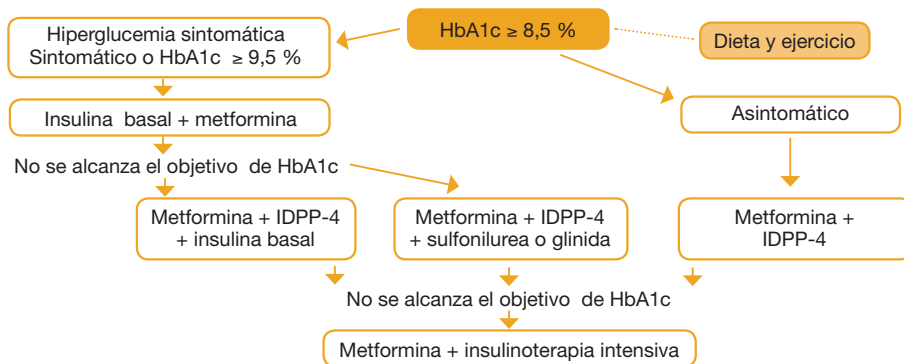 HbA1c ≥ 8,5 %
Dieta y ejercicio
Hiperglucemia sintomática
Sintomático o HbA1c ≥ 9,5 %
Insulina basal + metformina
Asintomático
No se alcanza el objetivo de HbA1c
Metformina + IDPP-4
+ insulina basal
Metformina + IDPP-4
+ sulfonilurea o glinida
Metformina +
IDPP-4
No se alcanza el objetivo de HbA1c
Metformina + insulinoterapia intensiva